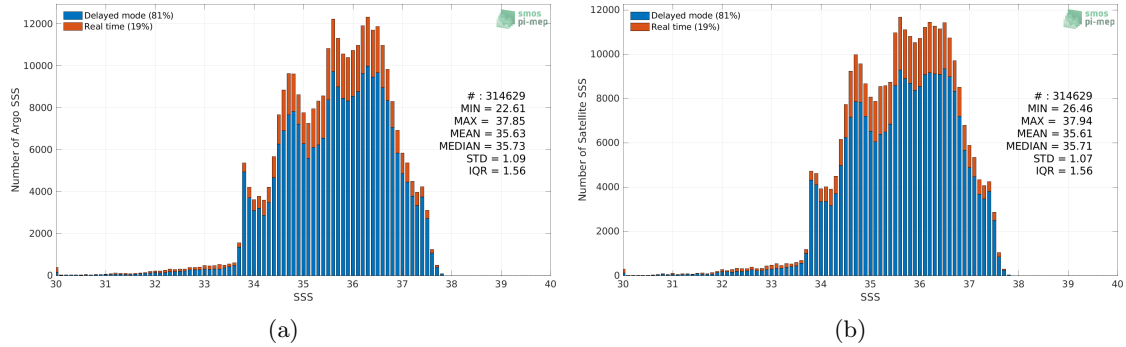 Delayed mode (81%)
Real time (19%)
smos
pi-mep
12000
10000
8000
6000
4000
2000
0
Number of Argo SSS
# : 314629
MIN = 22.61
MAX = 37.85
MEAN = 35.63
MEDIAN = 35.73
STD = 1.09
IQR = 1.56
30 31 32 33 34 35 36 37 38 39 40
SSS
(a)
Delayed mode (81%)
Real time (19%)
smos
pi-mep
12000
10000
8000
6000
4000
2000
0
Number of Satellite SSS
# : 314629
MIN = 26.46
MAX = 37.94
MEAN = 35.61
MEDIAN = 35.71
STD = 1.07
IQR = 1.56
30 31 32 33 34 35 36 37 38 39 40
SSS
(b)